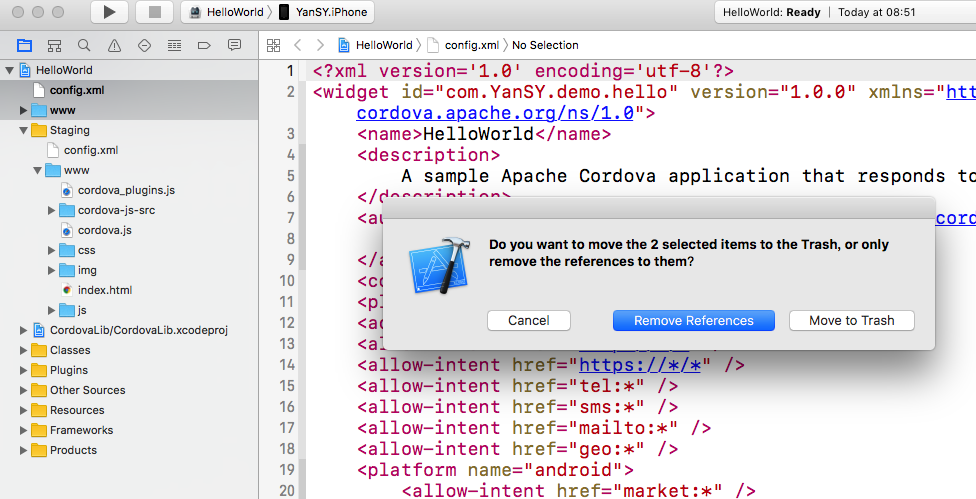 HelloWorld
YanSY.iPhone
HelloWorld: Ready
Today at 08:51
HelloWorld
config.xml
www
Staging
config.xml
www
cordova_plugins.js
cordova-js-src
cordova.js
css
img
index.html
js
CordovaLib/CordovaLib.xcodeproj
Classes
Plugins
Other Sources
Resources
Frameworks
Products
HelloWorld
config.xml
No Selection
1 <?xml version='1.0' encoding='utf-8'?>
2 <widget id="com.YanSY.demo.hello" version="1.0.0" xmlns="htt
cordova.apache.org/ns/1.0">
3 <name>HelloWorld</name>
4 <description>
5 A sample Apache Cordova application that responds to
6 </description>
7 <au cord
8
9 </a
10 <co
11 <pl
12 <ac
13 <al
14 <allow-intent href="https://*/*" />
15 <allow-intent href="tel:*" />
16 <allow-intent href="sms:*" />
17 <allow-intent href="mailto:*" />
18 <allow-intent href="geo:*" />
19 <platform name="android">
20 <allow-intent href="market:*" />
Do you want to move the 2 selected items to the Trash, or only
remove the references to them?
Cancel
Remove References
Move to Trash